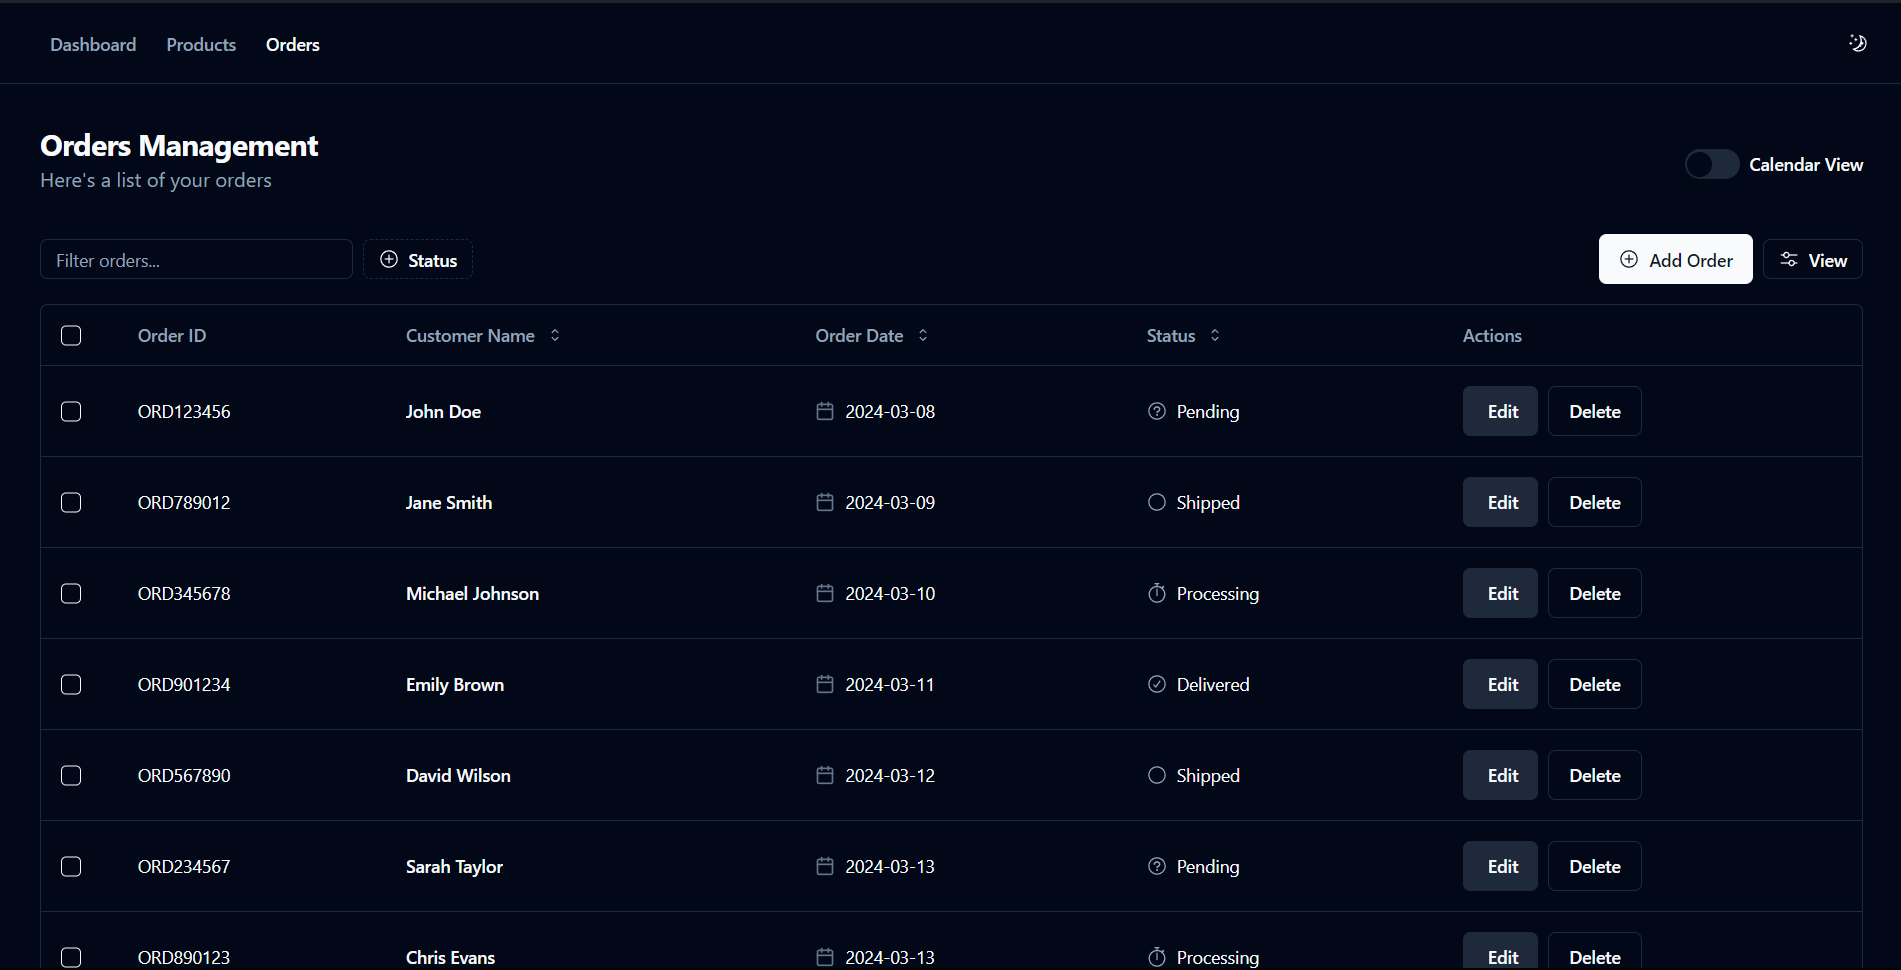 Dashboard Products Orders
Orders Management
Here's a list of your orders
Calendar View
Filter orders... Status Add Order View
Order ID Customer Name Order Date Status Actions
ORD123456 John Doe 2024-03-08 Pending Edit Delete
ORD789012 Jane Smith 2024-03-09 Shipped Edit Delete
ORD345678 Michael Johnson 2024-03-10 Processing Edit Delete
ORD901234 Emily Brown 2024-03-11 Delivered Edit Delete
ORD567890 David Wilson 2024-03-12 Shipped Edit Delete
ORD234567 Sarah Taylor 2024-03-13 Pending Edit Delete
ORD890123 Chris Evans 2024-03-13 Processing Edit Delete